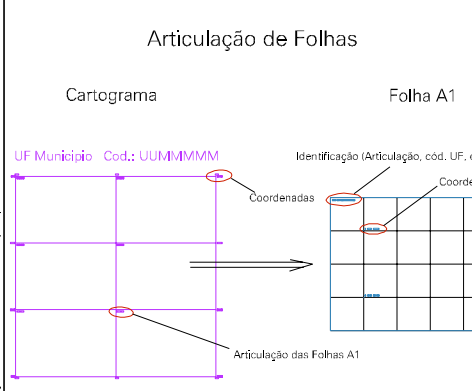 Articulação de Folhas
Cartograma
Folha A1
UF Municipio Cod.: UUMMMMM
Identificação (Articulação, cód. UF,
Coordenadas
Coorde
Articulação das Folhas A1